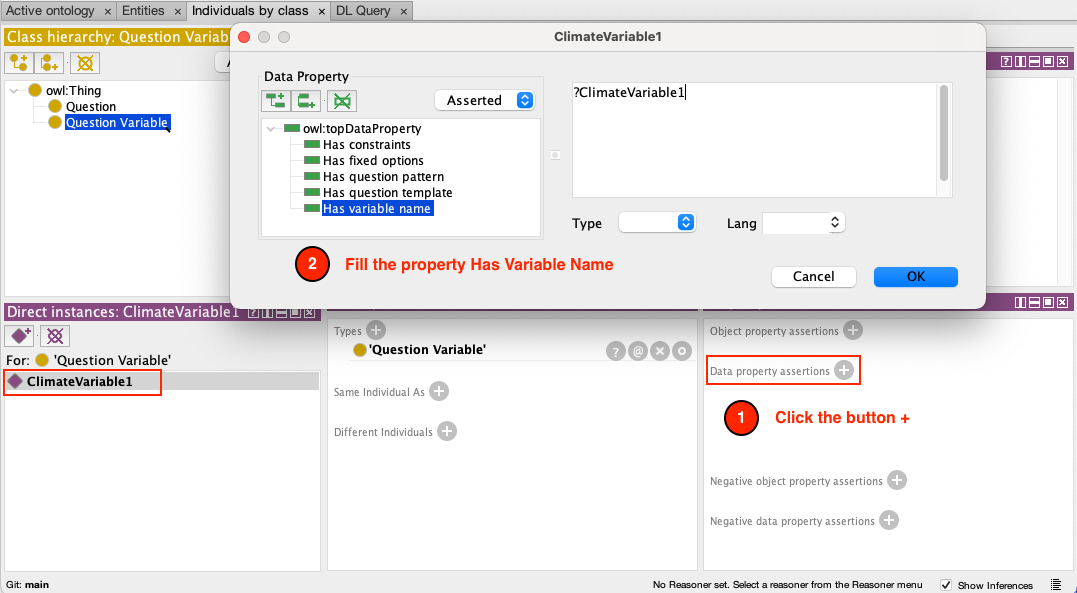 Active ontology ×
Entities ×
Individuals by class ×
DL Query ×
Class hierarchy: Question Variab
owl:Thing
Question
Question Variable
ClimateVariable1
Data Property
Asserted
owl:topDataProperty
Has constraints
Has fixed options
Has question pattern
Has question template
Has variable name
?ClimateVariable1
Type
Lang
2 Fill the property Has Variable Name
Cancel
OK
Direct instances: ClimateVariable1
For: 'Question Variable'
ClimateVariable1
Types
'Question Variable'
Same Individual As
Different Individuals
Object property assertions
Data property assertions
1 Click the button +
Negative object property assertions
Negative data property assertions
Git: main
No Reasoner set. Select a reasoner from the Reasoner menu
Show Inferences